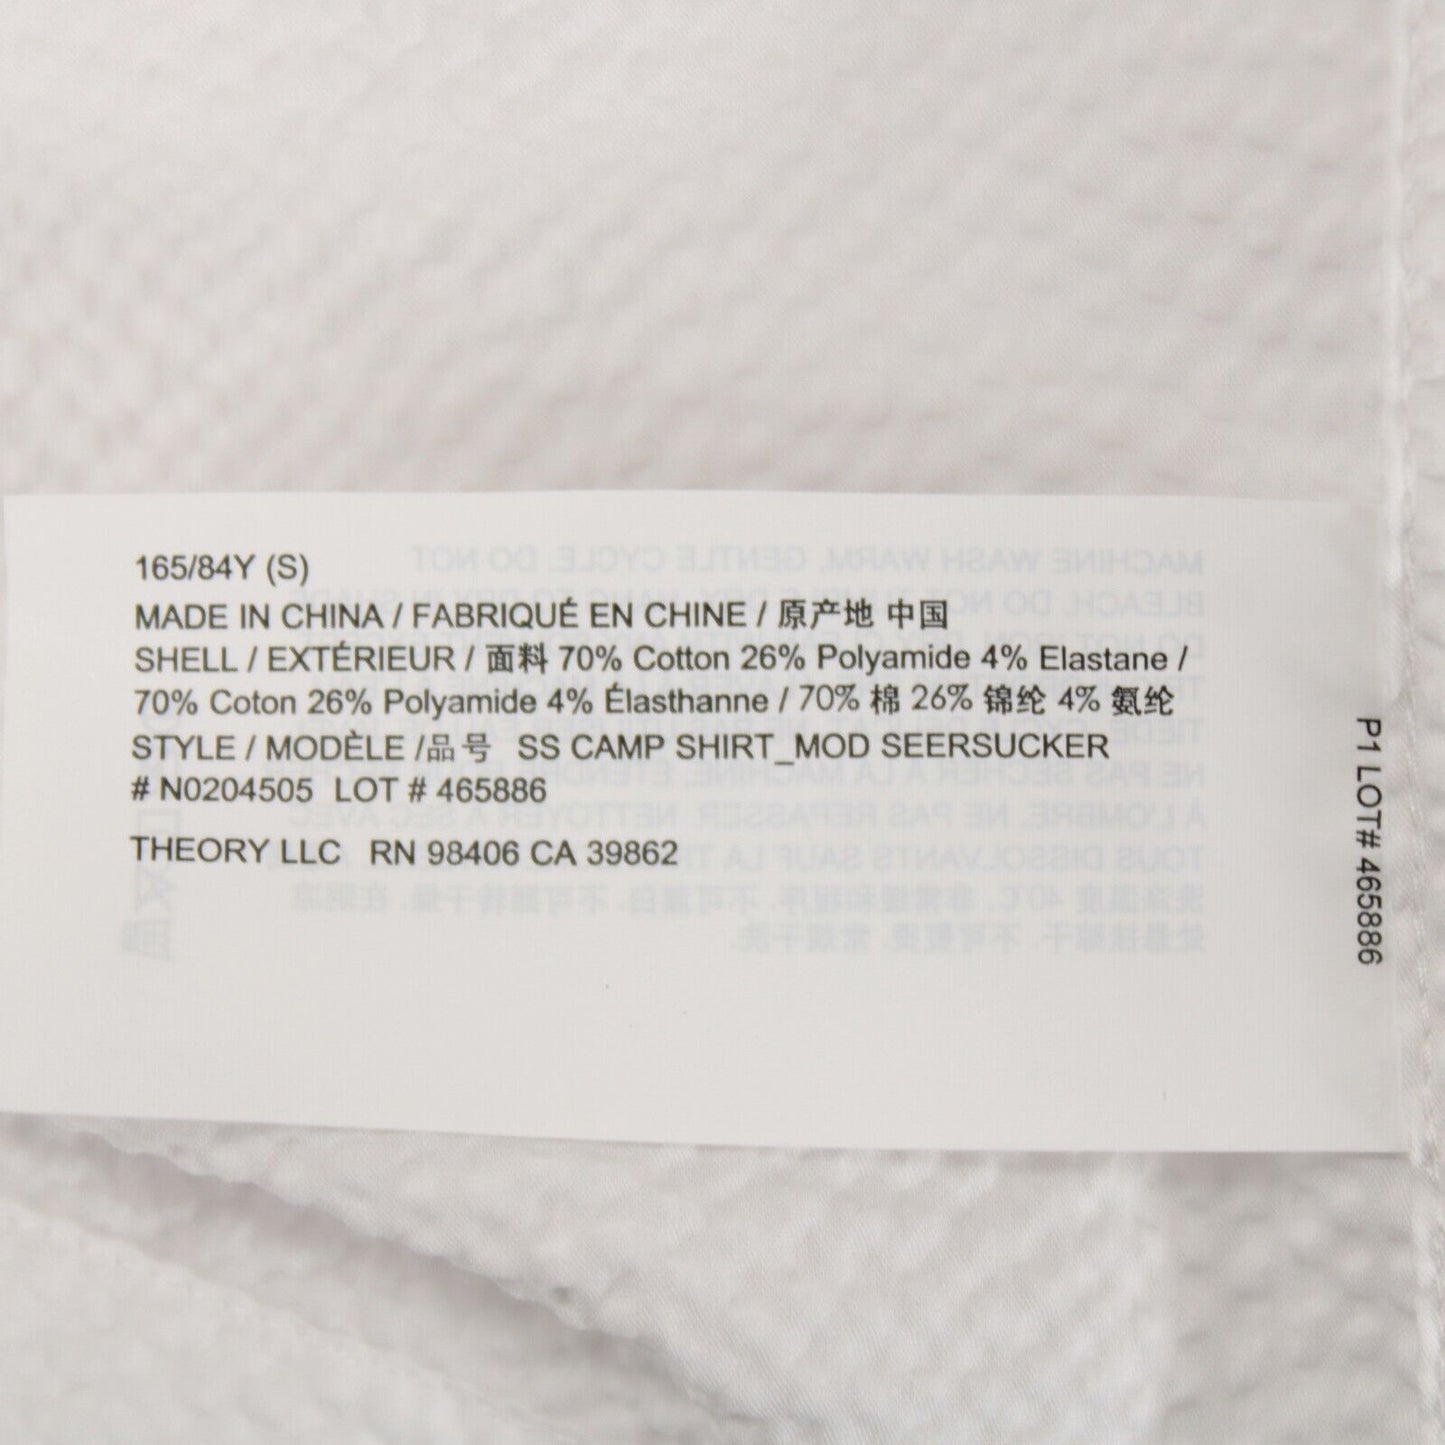 165/84Y (S)
MADE IN CHINA / FABRIQUÉ EN CHINE / 原产地 中国
SHELL / EXTÉRIEUR / 面料 70% Cotton 26% Polyamide 4% Elastane /
70% Coton 26% Polyamide 4% Élasthanne / 70% 棉 26% 锦纶 4% 氨纶
STYLE / MODÈLE /品号 SS CAMP SHIRT_MOD SEERSUCKER
# N0204505 LOT # 465886
THEORY LLC RN 98406 CA 39862
P1 LOT# 465886